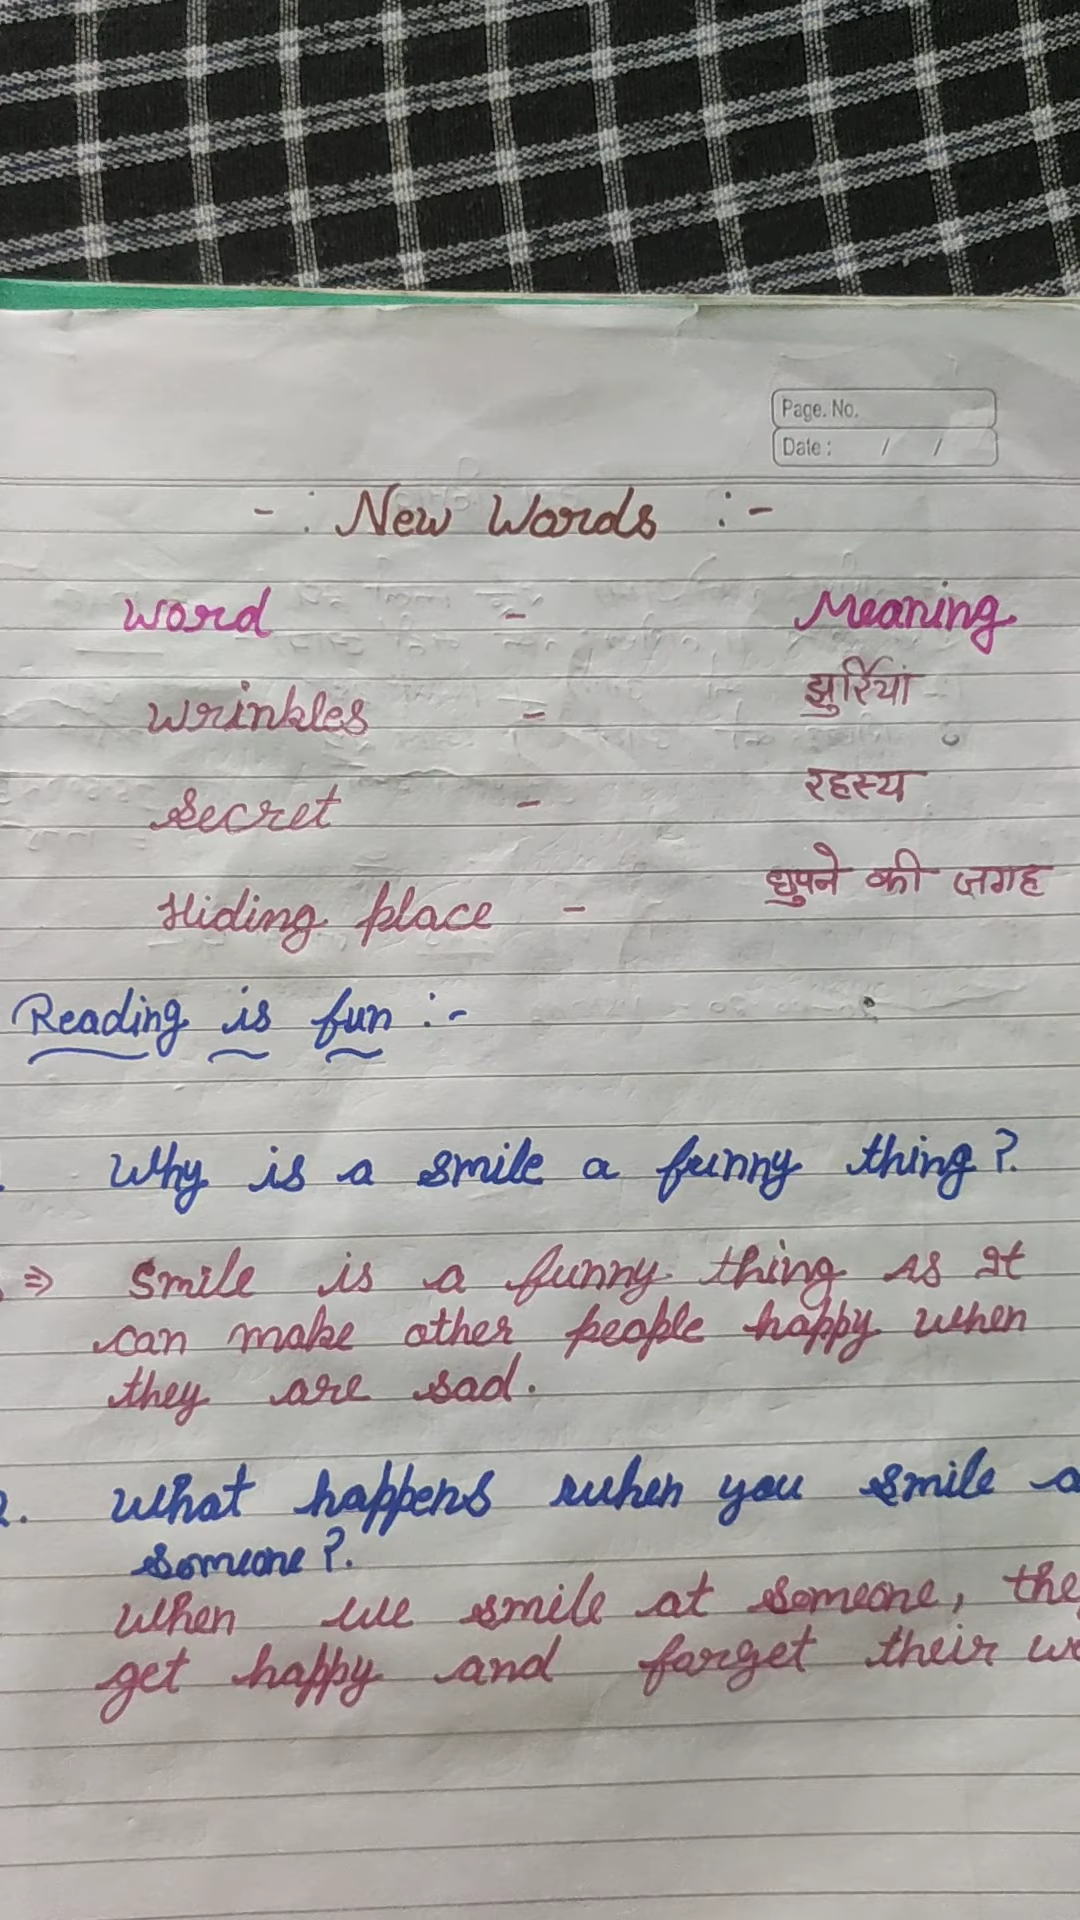 Page. No.
Date : / /
- : New Words : -
Word - Meaning
Wrinkles - झुर्रियां
Secret - रहस्य
Hiding place - छुपने की जगह
Reading is fun :-
Why is a smile a funny thing ?
⇒ Smile is a funny thing as It
can make other people happy when
they are sad.
2. What happens when you smile
someone ?.
When we smile at someone, they
get happy and forget their